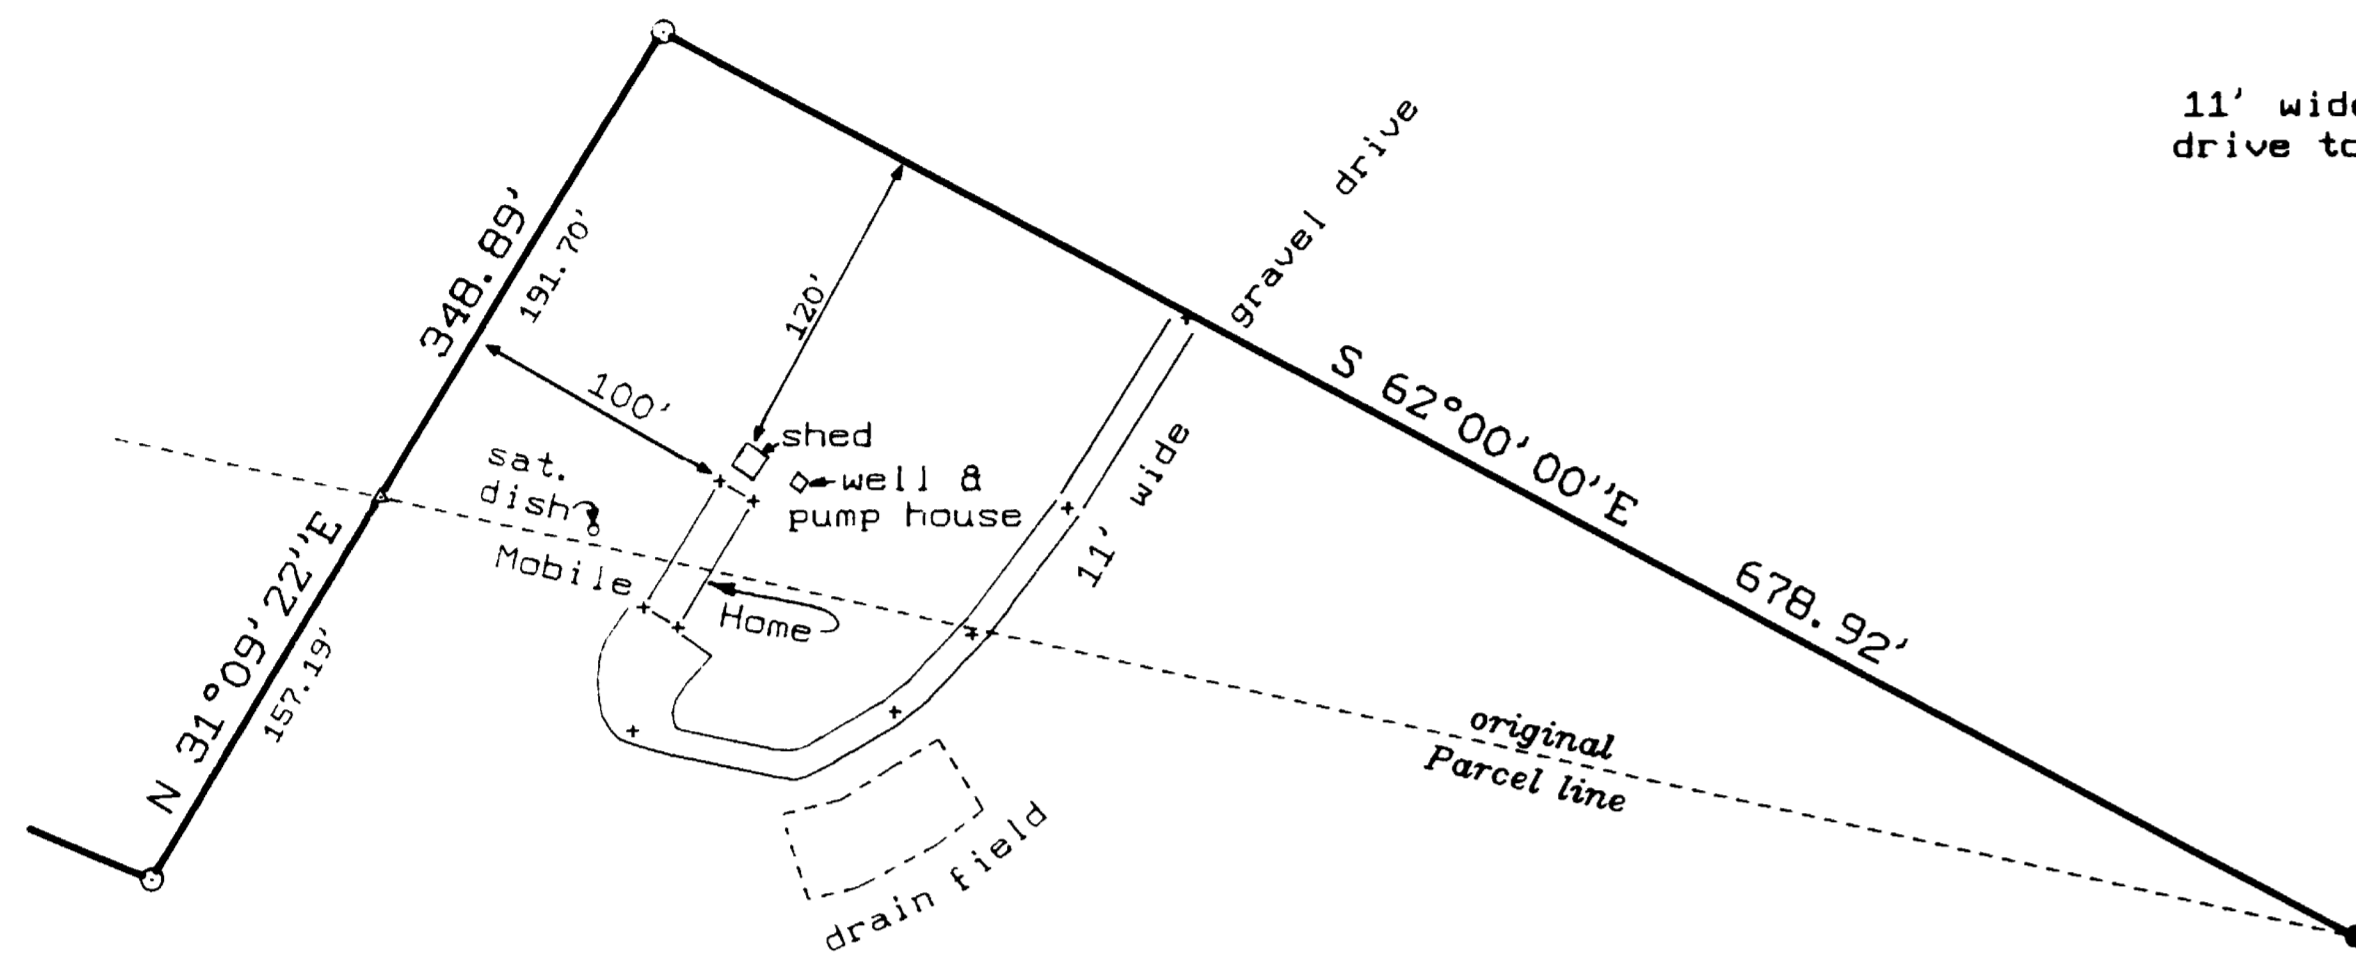 11' wide
drive to
gravel drive
348.89'
191.70'
120'
100'
S 62°00'00''E
678.92'
shed
well &
pump house
sat.
dish
Mobile
Home
11' wide
N 31°09'22''E
157.19'
original
Parcel line
drain field